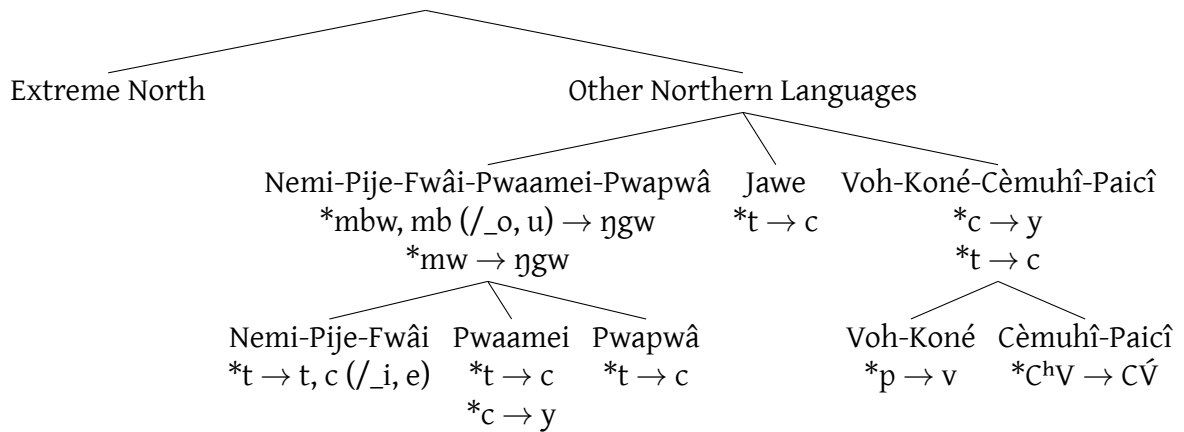 Extreme North Other Northern Languages
Nemi-Pije-Fwâi-Pwaamei-Pwapwâ Jawe Voh-Koné-Cèmuhî-Paicî
*mbw, mb (/_o, u) → ŋgw *t → c *c → y
*mw → ŋgw *t → c
Nemi-Pije-Fwâi Pwaamei Pwapwâ Voh-Koné Cèmuhî-Paicî
*t → t, c (/_i, e) *t → c *t → c *p → v *CʰV → CV́
*c → y